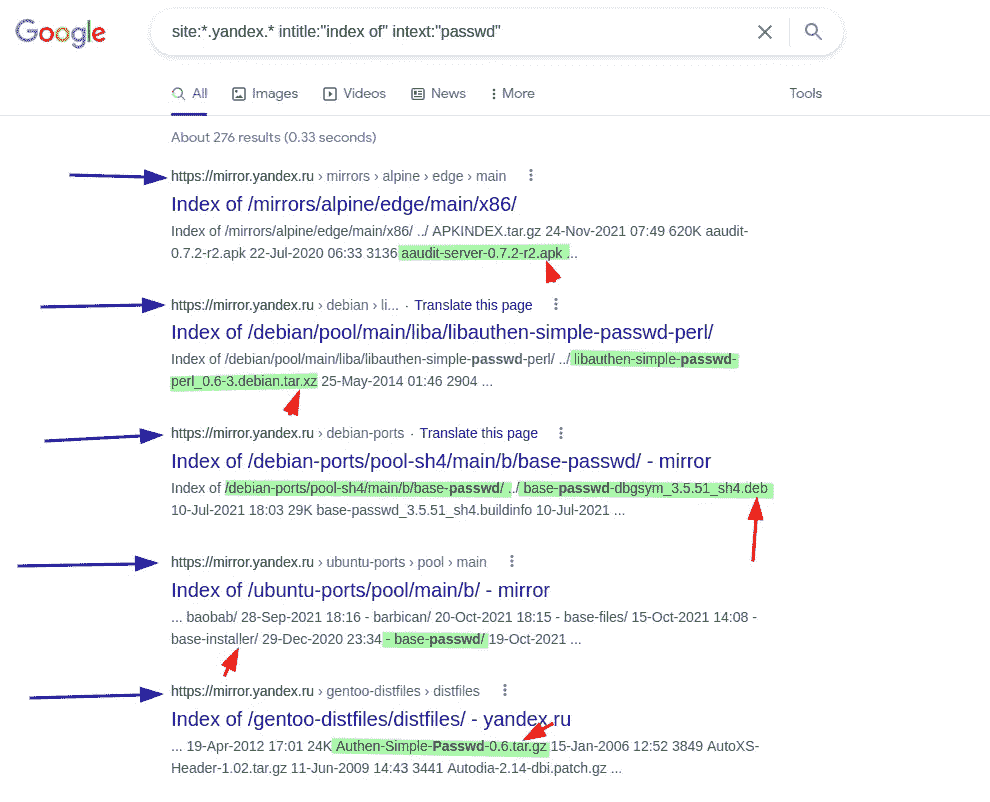 Google
site:*.yandex.* intitle:"index of" intext:"passwd"
All Images Videos News More Tools
About 276 results (0.33 seconds)
https://mirror.yandex.ru › mirrors › alpine › edge › main
Index of /mirrors/alpine/edge/main/x86/
Index of /mirrors/alpine/edge/main/x86/ ../ APKINDEX.tar.gz 24-Nov-2021 07:49 620K aaudit-
0.7.2-r2.apk 22-Jul-2020 06:33 3136 aaudit-server-0.7.2-r2.apk ...
https://mirror.yandex.ru › debian › li... · Translate this page
Index of /debian/pool/main/liba/libauthen-simple-passwd-perl/
Index of /debian/pool/main/liba/libauthen-simple-passwd-perl/ ../ libauthen-simple-passwd-
perl_0.6-3.debian.tar.xz 25-May-2014 01:46 2904 ...
https://mirror.yandex.ru › debian-ports · Translate this page
Index of /debian-ports/pool-sh4/main/b/base-passwd/ - mirror
Index of /debian-ports/pool-sh4/main/b/base-passwd/ ../ base-passwd-dbgsym_3.5.51_sh4.deb
10-Jul-2021 18:03 29K base-passwd_3.5.51_sh4.buildinfo 10-Jul-2021 ...
https://mirror.yandex.ru › ubuntu-ports › pool › main
Index of /ubuntu-ports/pool/main/b/ - mirror
... baobab/ 28-Sep-2021 18:16 - barbican/ 20-Oct-2021 18:15 - base-files/ 15-Oct-2021 14:08 -
base-installer/ 29-Dec-2020 23:34 - base-passwd/ 19-Oct-2021 ...
https://mirror.yandex.ru › gentoo-distfiles › distfiles
Index of /gentoo-distfiles/distfiles/ - yandex.ru
... 19-Apr-2012 17:01 24K Authen-Simple-Passwd-0.6.tar.gz 15-Jan-2006 12:52 3849 AutoXS-
Header-1.02.tar.gz 11-Jun-2009 14:43 3441 Autodia-2.14-dbi.patch.gz ...